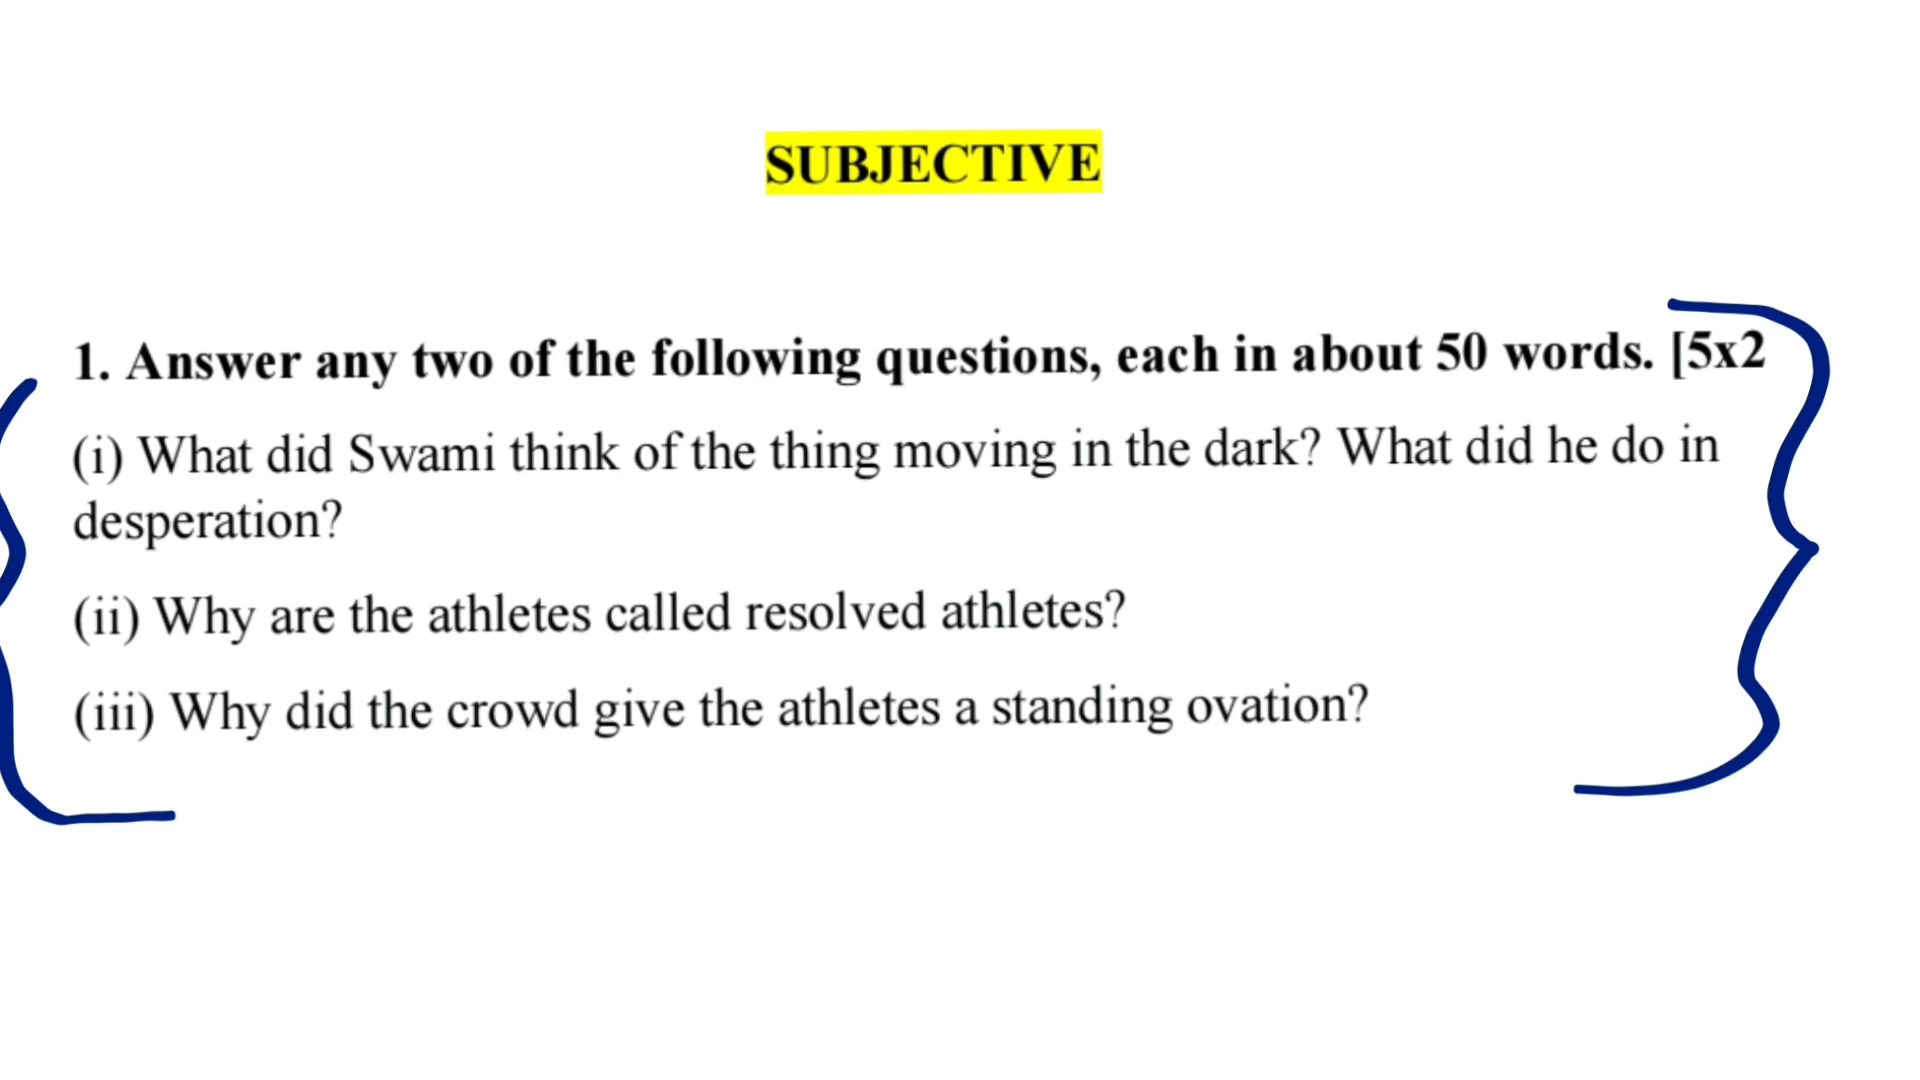 SUBJECTIVE
1. Answer any two of the following questions, each in about 50 words. [5x2
(i) What did Swami think of the thing moving in the dark? What did he do in
desperation?
(ii) Why are the athletes called resolved athletes?
(iii) Why did the crowd give the athletes a standing ovation?